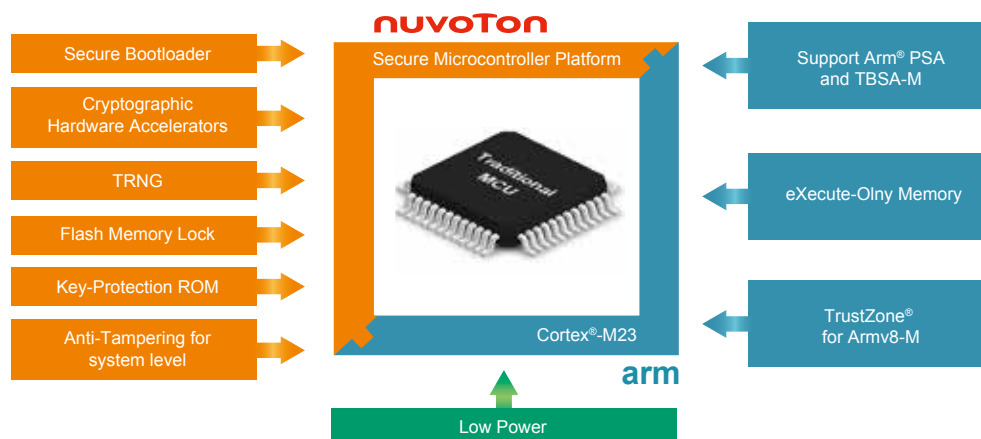 nuvoTon
Secure Bootloader
Cryptographic
Hardware Accelerators
TRNG
Flash Memory Lock
Key-Protection ROM
Anti-Tampering for
system level
Secure Microcontroller Platform
Traditional
MCU
Cortex®-M23
arm
Support Arm® PSA
and TBSA-M
eXecute-Olny Memory
TrustZone®
for Armv8-M
Low Power